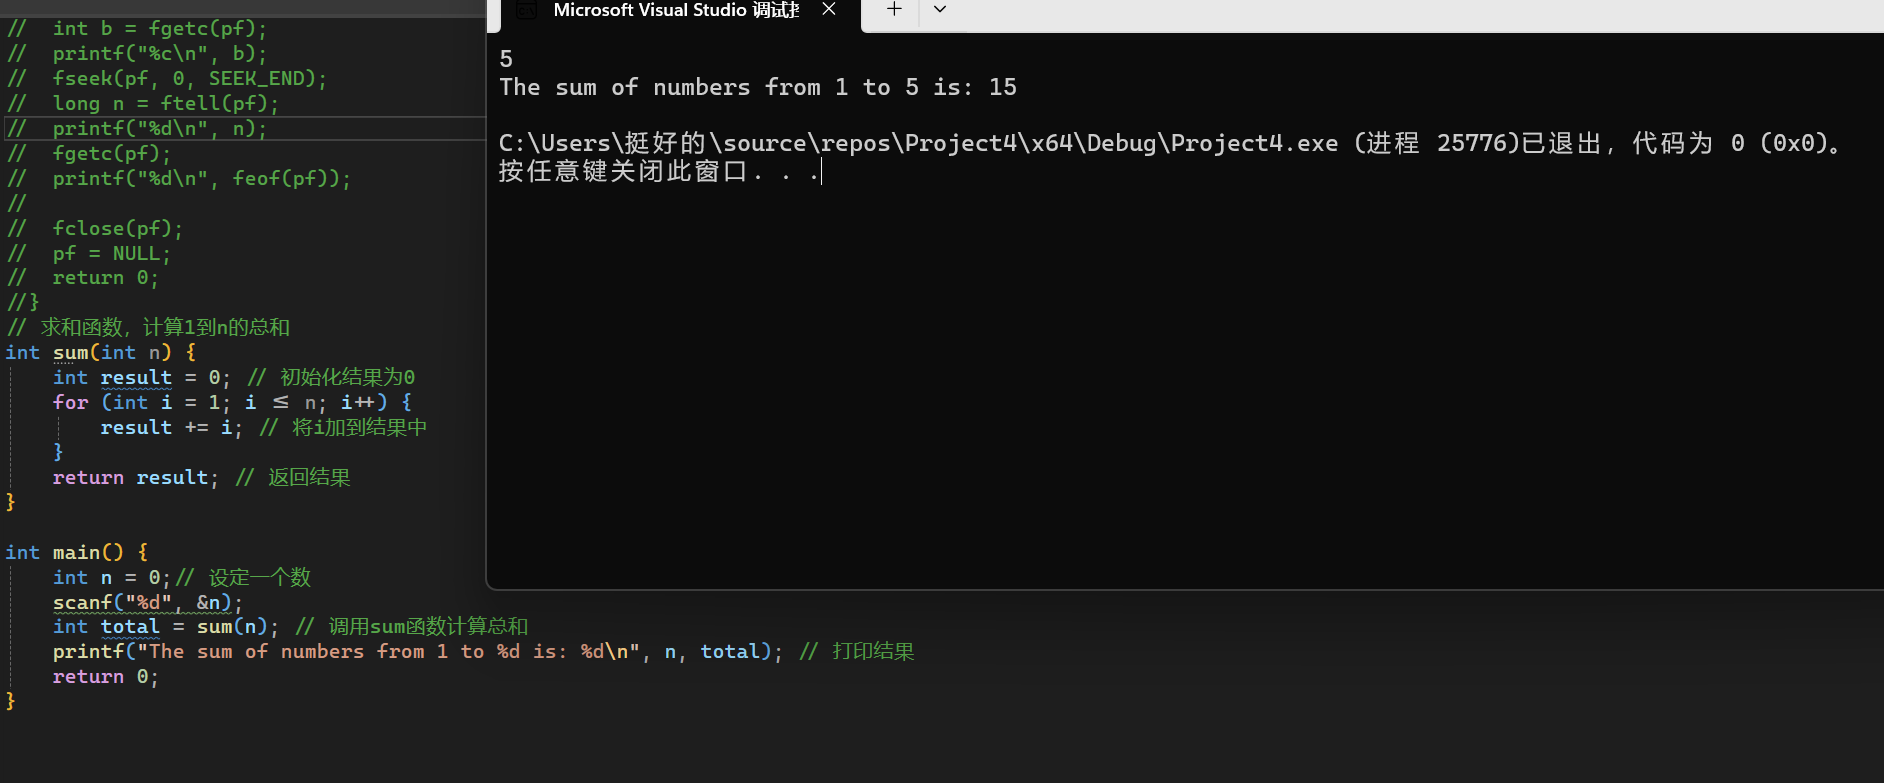 //  int b = fgetc(pf);
//  printf("%c\n", b);
//  fseek(pf, 0, SEEK_END);
//  long n = ftell(pf);
//  printf("%d\n", n);
//  fgetc(pf);
//  printf("%d\n", feof(pf));
//
//  fclose(pf);
//  pf = NULL;
//  return 0;
//}
// 求和函数，计算1到n的总和
int sum(int n) {
    int result = 0; // 初始化结果为0
    for (int i = 1; i <= n; i++) {
        result += i; // 将i加到结果中
    }
    return result; // 返回结果
}
int main() {
    int n = 0;// 设定一个数
    scanf("%d", &n);
    int total = sum(n); // 调用sum函数计算总和
    printf("The sum of numbers from 1 to %d is: %d\n", n, total); // 打印结果
    return 0;
}
Microsoft Visual Studio 调试
5
The sum of numbers from 1 to 5 is: 15
C:\Users\挺好的\source\repos\Project4\x64\Debug\Project4.exe (进程 25776)已退出，代码为 0 (0x0)。
按任意键关闭此窗口. . .